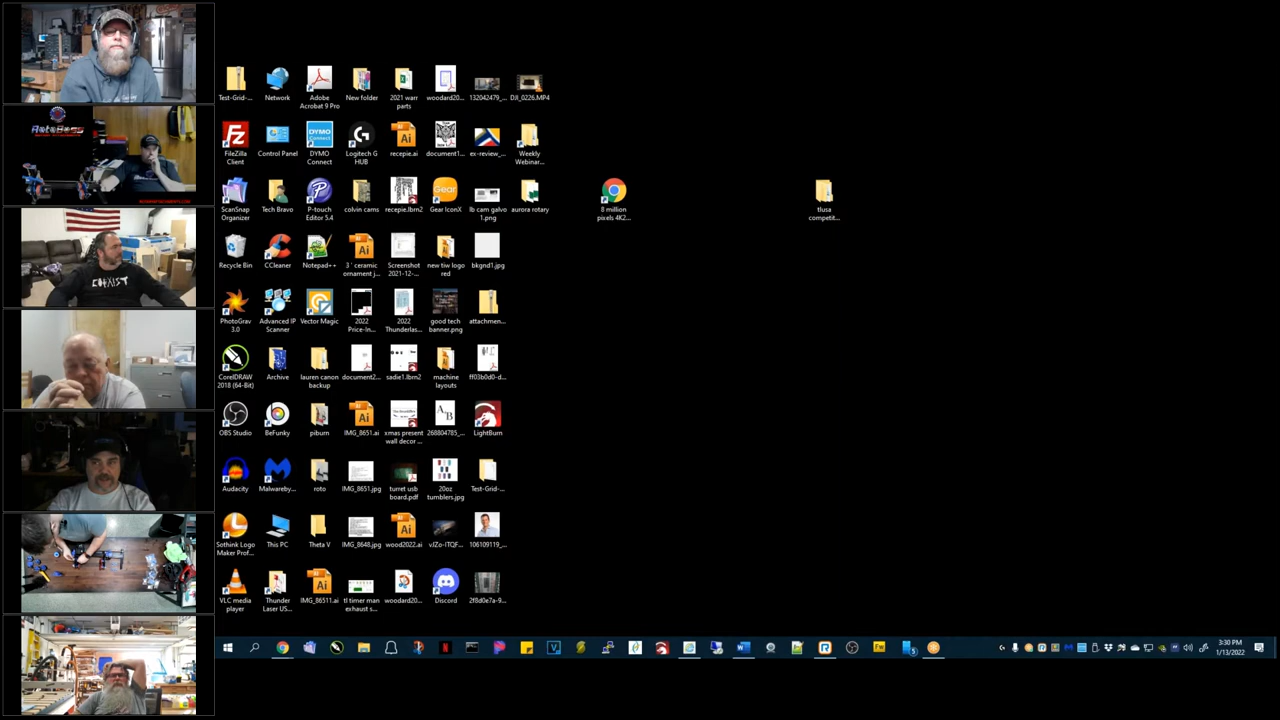 RotoBoss
COEXIST
Test-Grid-...
Network
Adobe
Acrobat 9 Pro
New folder
2021 warr
parts
woodard20...
132042479_...
DJI_0226.MP4
FileZilla
Client
Control Panel
DYMO
Connect
Logitech G
HUB
recepie.ai
document1...
ex-review_...
Weekly
Webinar...
ScanSnap
Organizer
Tech Bravo
P-touch
Editor 5.4
colvin cams
recepie.lbrn2
Gear
Gear IconX
lb cam galvo
1.png
aurora rotary
8 million
pixels 4K2...
tlusa
competit...
Recycle Bin
CCleaner
Notepad++
3 ' ceramic
ornament j...
Screenshot
2021-12-...
new tiw logo
red
bkgnd1.jpg
PhotoGrav
3.0
Advanced IP
Scanner
Vector Magic
2022
Price-In...
2022
Thunderlas...
good tech
banner.png
attachmen...
CorelDRAW
2018 (64-Bit)
Archive
lauren canon
backup
document2...
sadie1.lbrn2
machine
layouts
ff03b0d0-d...
OBS Studio
BeFunky
piburn
IMG_8651.ai
xmas present
wall decor ...
268804785_...
LightBurn
Audacity
Malwareby...
roto
IMG_8651.jpg
turret usb
board.pdf
20oz
tumblers.jpg
Test-Grid-...
Sothink Logo
Maker Prof...
This PC
Theta V
IMG_8648.jpg
wood2022.ai
vJZo-ITQF...
106109119_...
VLC media
player
Thunder
Laser US...
IMG_86511.ai
tl timer man
exhaust s...
woodard20...
Discord
2f8d0e7a-9...
3:30 PM
1/13/2022